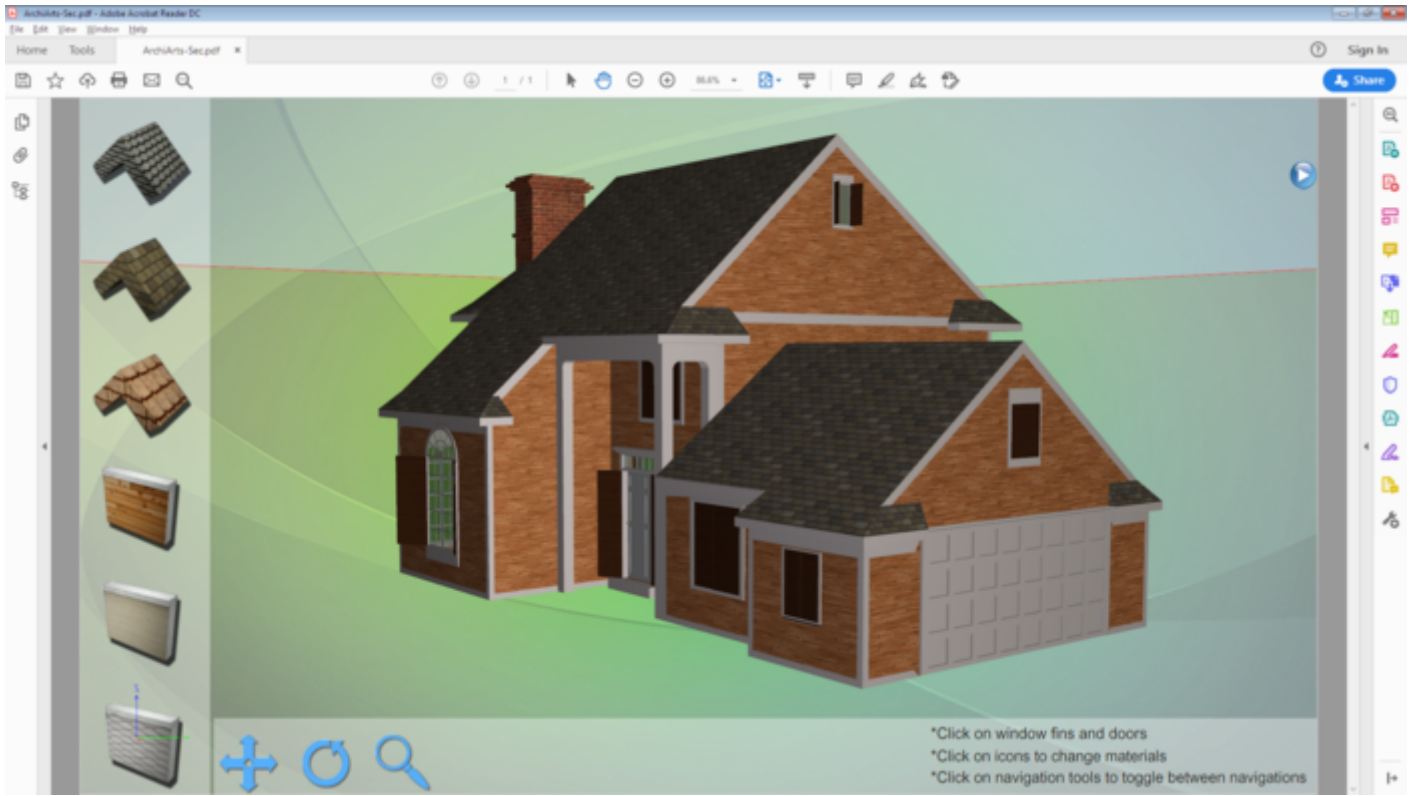 ArchiArts-Sec.pdf - Adobe Acrobat Reader DC
File Edit View Window Help
Home Tools ArchiArts-Sec.pdf × Sign In
1 / 1 Share
*Click on window fins and doors
*Click on icons to change materials
*Click on navigation tools to toggle between navigations